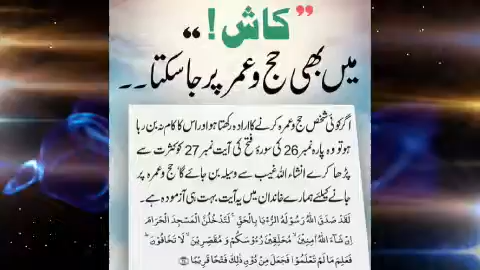 ”کاش!“
میں بھی حج و عمرہ پر جا سکتا۔۔
اگر کوئی شخص حج و عمرہ کرنے کا ارادہ رکھتا ہو اور اس کا کام نہ بن رہا
ہو تو وہ پارہ نمبر 26 کی سورۂ فتح کی آیت نمبر 27 کو کثرت سے
پڑھا کرے انشاء اللہ غیب سے وسیلہ بن جائے گا حج و عمرہ پر
جانے کیلئے ہمارے خاندان میں یہ آیت بہت ہی آزمودہ ہے۔
لَقَدْ صَدَقَ اللّٰهُ رَسُوْلَهُ الرُّءْيَا بِالْحَقِّ ۚ لَتَدْخُلُنَّ الْمَسْجِدَ الْحَرَامَ
اِنْ شَآءَ اللّٰهُ اٰمِنِيْنَ ۙ مُحَلِّقِيْنَ رُءُوْسَكُمْ وَ مُقَصِّرِيْنَ ۙ لَا تَخَافُوْنَ ؕ
فَعَلِمَ مَا لَمْ تَعْلَمُوْا فَجَعَلَ مِنْ دُوْنِ ذٰلِكَ فَتْحًا قَرِيْبًا ﴿۲۷﴾